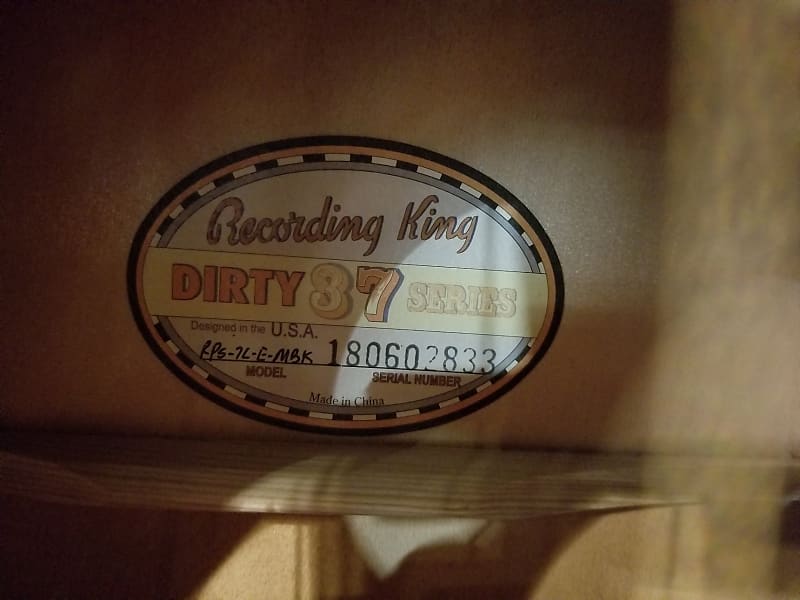 Recording King
DIRTY 37 SERIES
Designed in the U.S.A.
RPS-7L-E-MBK 180602833
MODEL SERIAL NUMBER
Made in China